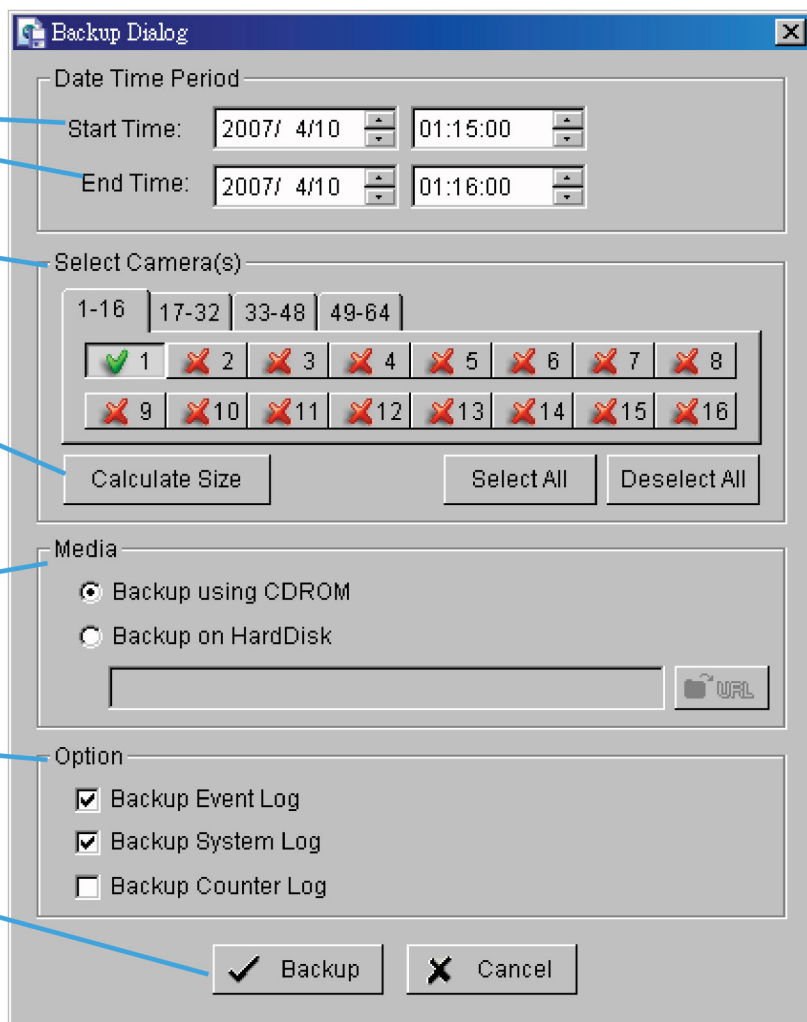 Backup Dialog
Date Time Period
Start Time: 2007/ 4/10 01:15:00
End Time: 2007/ 4/10 01:16:00
Select Camera(s)
1-16 17-32 33-48 49-64
1 2 3 4 5 6 7 8
9 10 11 12 13 14 15 16
Calculate Size Select All Deselect All
Media
Backup using CDROM
Backup on HardDisk
URL
Option
Backup Event Log
Backup System Log
Backup Counter Log
Backup Cancel